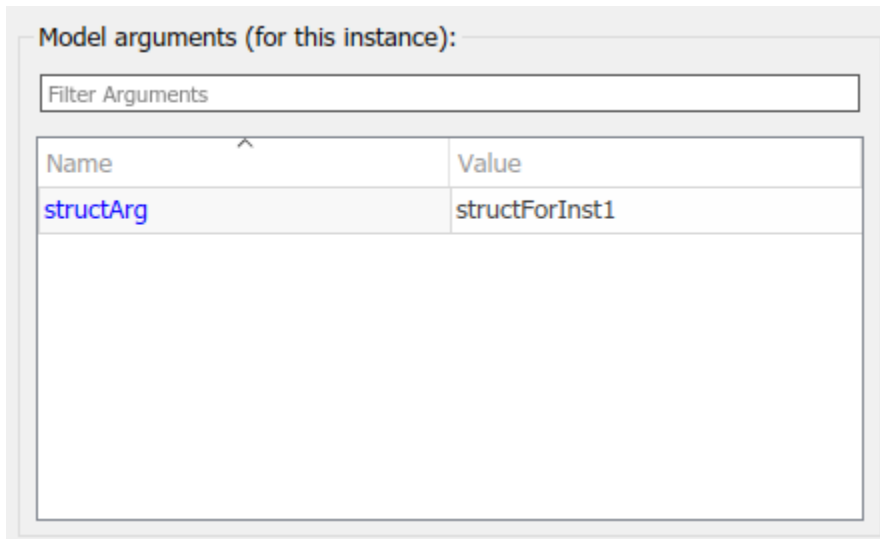 Model arguments (for this instance):
Filter Arguments
Name Value
structArg structForInst1